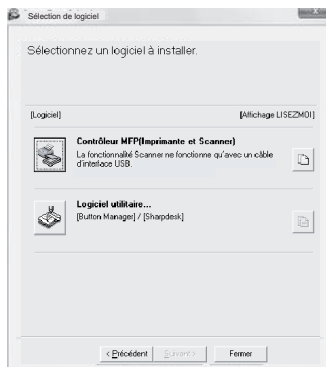 Sélection de logiciel
Sélectionnez un logiciel à installer.
[Logiciel] [Affichage LISEZMOI]
Contrôleur MFP(Imprimante et Scanner)
La fonctionnalité Scanner ne fonctionne qu'avec un câble
d'interface USB.
Logiciel utilitaire...
[Button Manager] / [Sharpdesk]
< Précédent Suivant > Fermer